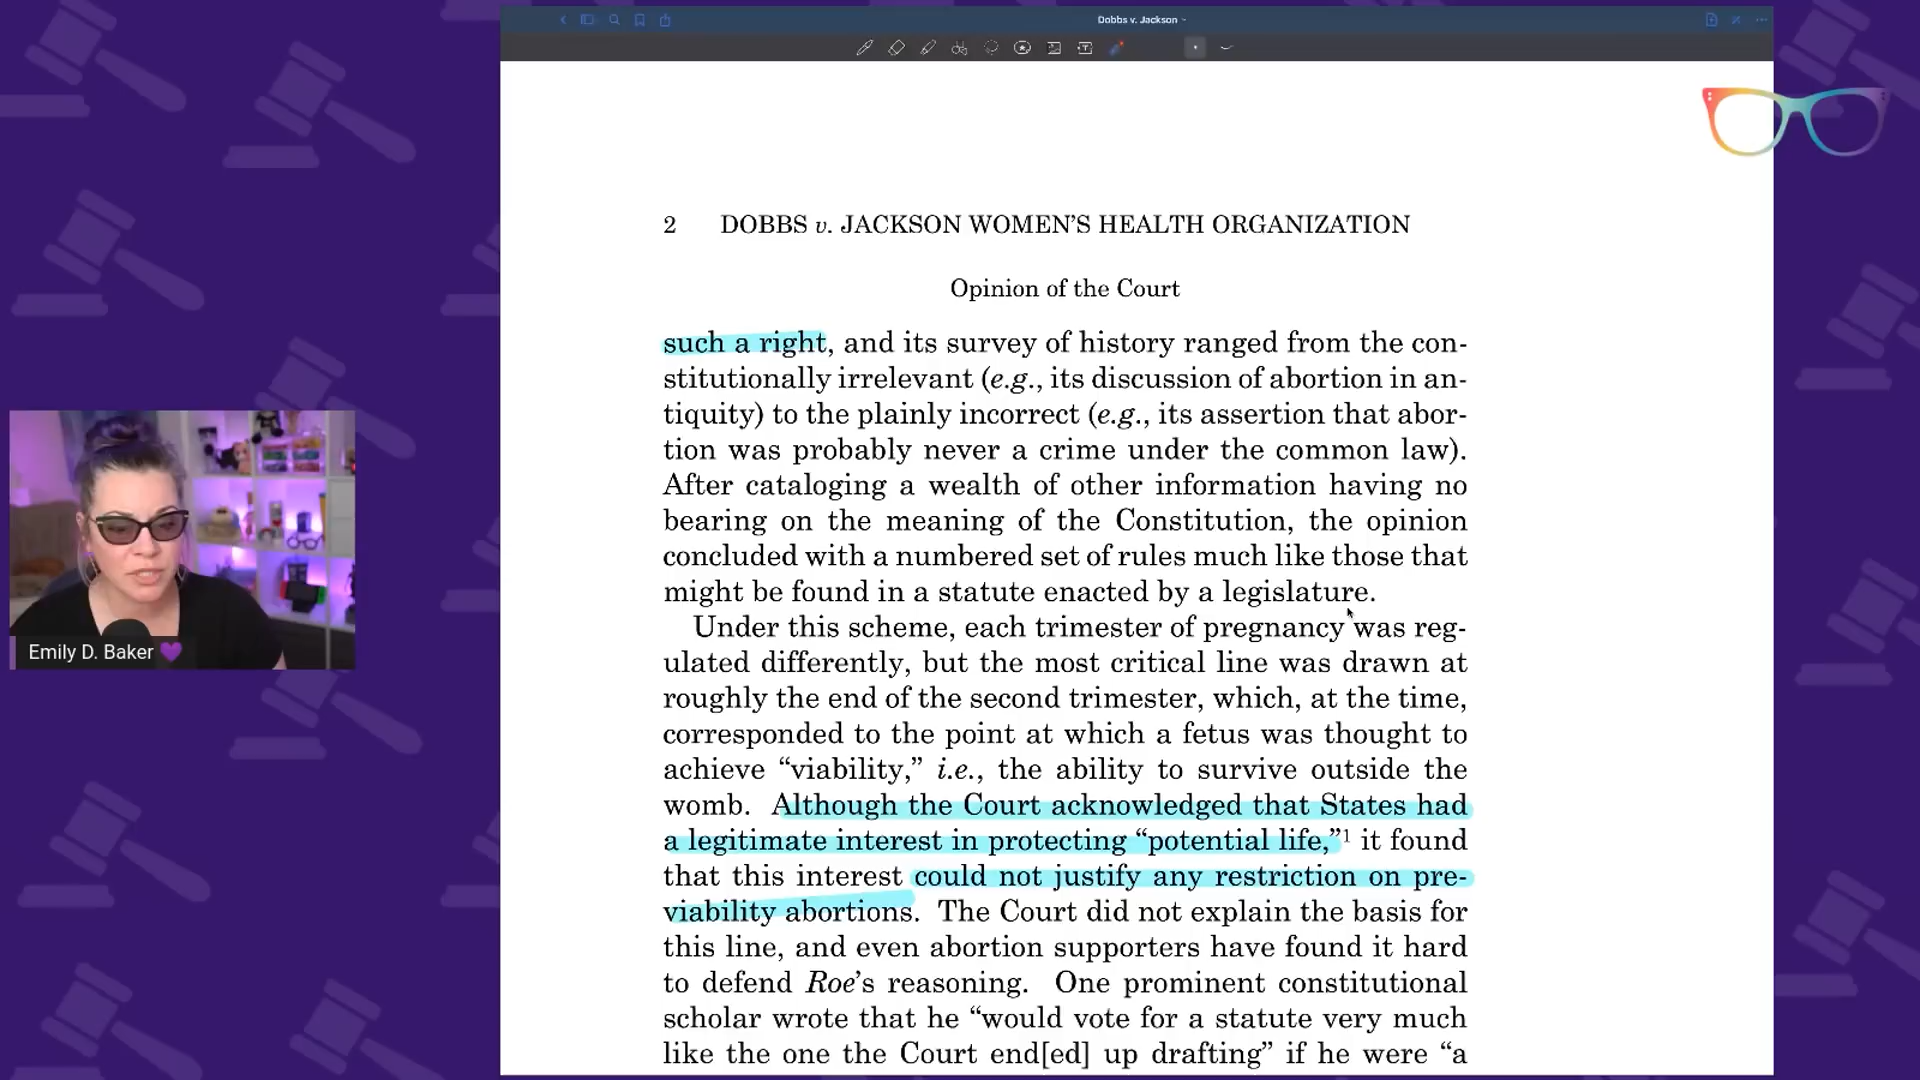 Dobbs v. Jackson
2 DOBBS v. JACKSON WOMEN'S HEALTH ORGANIZATION
Opinion of the Court
such a right, and its survey of history ranged from the con-
stitutionally irrelevant (e.g., its discussion of abortion in an-
tiquity) to the plainly incorrect (e.g., its assertion that abor-
tion was probably never a crime under the common law).
After cataloging a wealth of other information having no
bearing on the meaning of the Constitution, the opinion
concluded with a numbered set of rules much like those that
might be found in a statute enacted by a legislature.
Under this scheme, each trimester of pregnancy was reg-
ulated differently, but the most critical line was drawn at
roughly the end of the second trimester, which, at the time,
corresponded to the point at which a fetus was thought to
achieve “viability,” i.e., the ability to survive outside the
womb. Although the Court acknowledged that States had
a legitimate interest in protecting “potential life,”1 it found
that this interest could not justify any restriction on pre-
viability abortions. The Court did not explain the basis for
this line, and even abortion supporters have found it hard
to defend Roe's reasoning. One prominent constitutional
scholar wrote that he “would vote for a statute very much
like the one the Court end[ed] up drafting” if he were “a
Emily D. Baker 💜